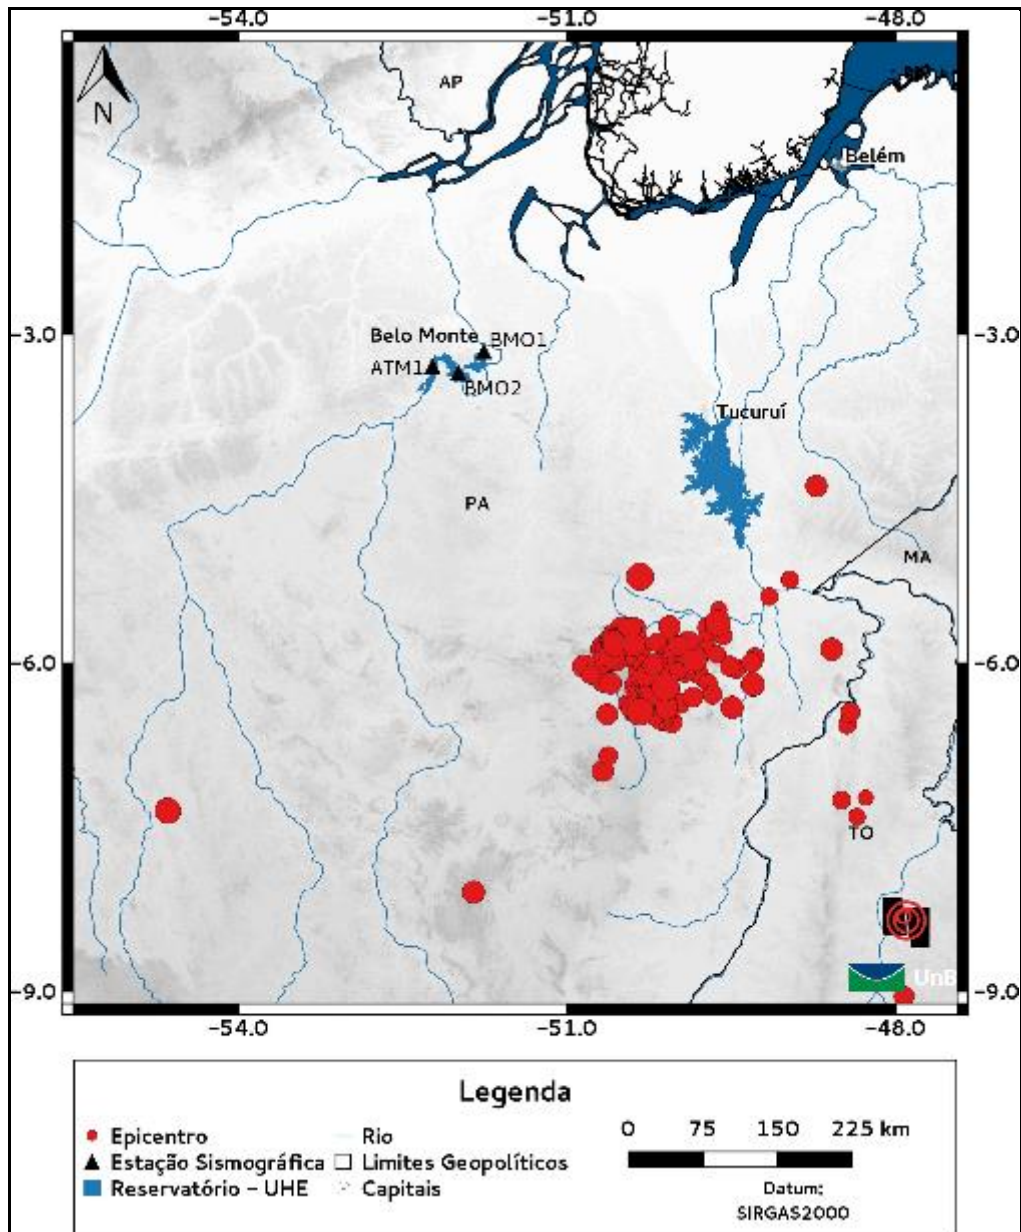 -54.0 -51.0 -48.0
N
AP
Belém
-3.0 -3.0
Belo Monte
BMO1
ATM1
BMO2
Tucuruí
PA
MA
-6.0 -6.0
TO
UnB
-9.0 -9.0
-54.0 -51.0 -48.0
Legenda
Epicentro
Rio
0 75 150 225 km
Estação Sismográfica
Limites Geopolíticos
Reservatório - UHE
Capitais
Datum:
SIRGAS2000